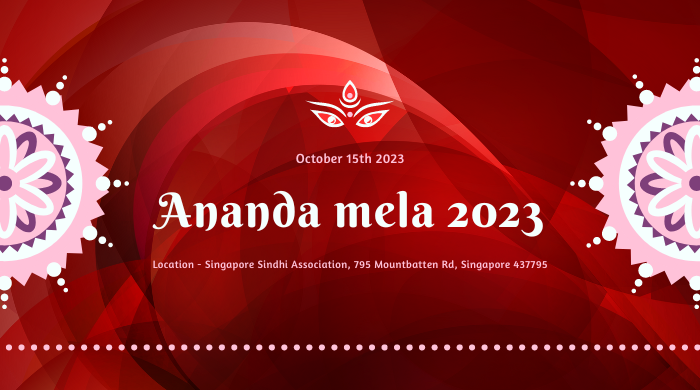 October 15th 2023
Ananda mela 2023
Location - Singapore Sindhi Association, 795 Mountbatten Rd, Singapore 437795